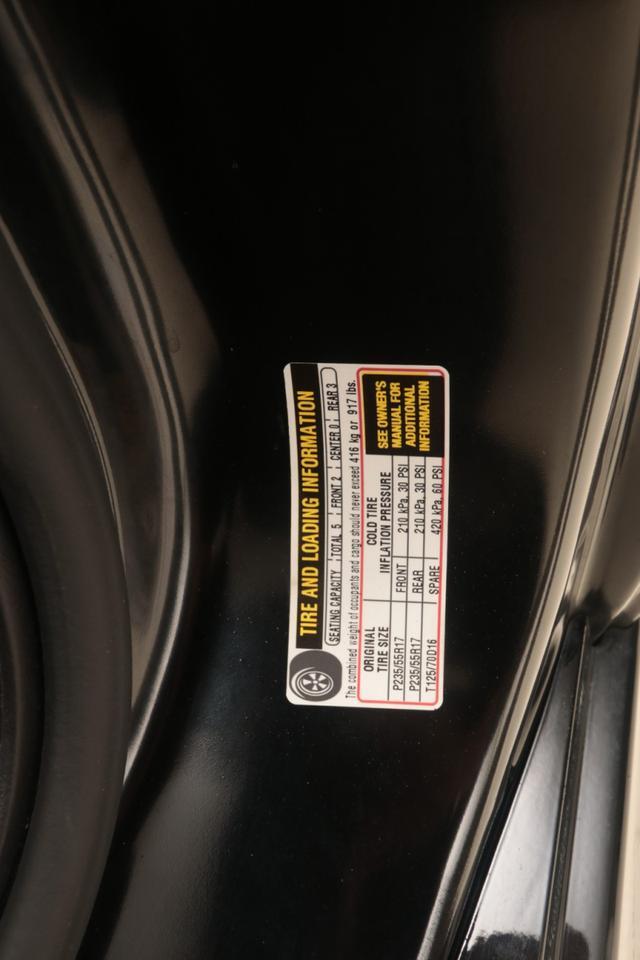 TIRE AND LOADING INFORMATION
SEATING CAPACITY TOTAL 5 FRONT 2 CENTER 0 REAR 3
The combined weight of occupants and cargo should never exceed 416 kg or 917 lbs.
ORIGINAL TIRE SIZE COLD TIRE INFLATION PRESSURE
P235/55R17 FRONT 210 kPa, 30 PSI
P235/55R17 REAR 210 kPa, 30 PSI
T125/70D16 SPARE 420 kPa, 60 PSI
SEE OWNER'S
MANUAL FOR
ADDITIONAL
INFORMATION